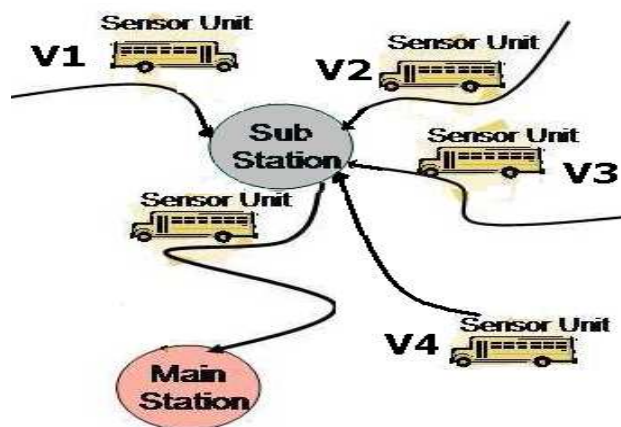 Sensor Unit
V1
Sensor Unit
V2
Sub
Station
Sensor Unit
V3
Sensor Unit
Sensor Unit
V4
Main
Station